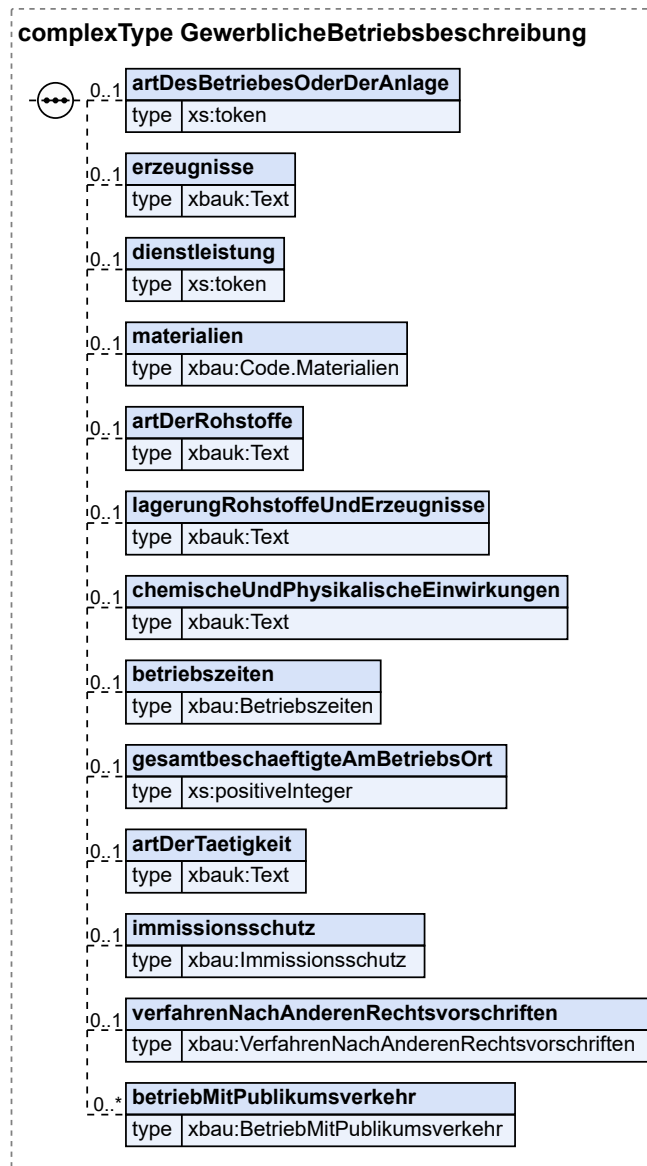 complexType GewerblicheBetriebsbeschreibung
0..1 artDesBetriebesOderDerAnlage
type xs:token
0..1 erzeugnisse
type xbauk:Text
0..1 dienstleistung
type xs:token
0..1 materialien
type xbau:Code.Materialien
0..1 artDerRohstoffe
type xbauk:Text
0..1 lagerungRohstoffeUndErzeugnisse
type xbauk:Text
0..1 chemischeUndPhysikalischeEinwirkungen
type xbauk:Text
0..1 betriebszeiten
type xbau:Betriebszeiten
0..1 gesamtbeschaeftigteAmBetriebsOrt
type xs:positiveInteger
0..1 artDerTaetigkeit
type xbauk:Text
0..1 immissionsschutz
type xbau:Immissionsschutz
0..1 verfahrenNachAnderenRechtsvorschriften
type xbau:VerfahrenNachAnderenRechtsvorschriften
0..* betriebMitPublikumsverkehr
type xbau:BetriebMitPublikumsverkehr